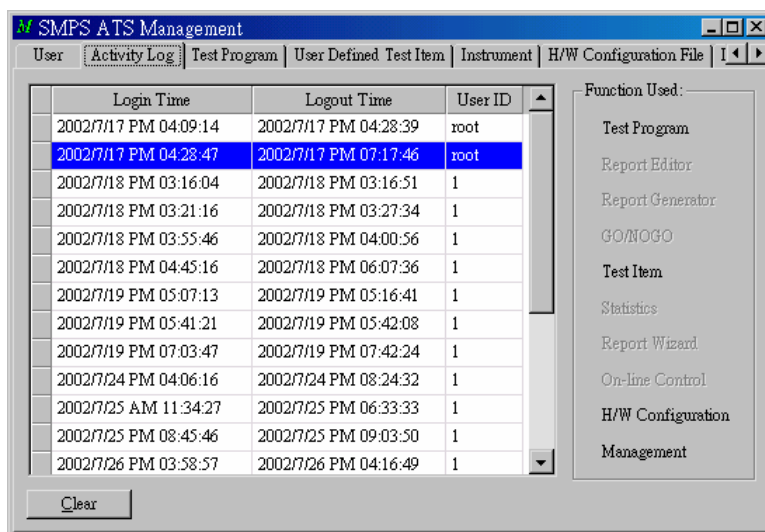 SMPS ATS Management
User Activity Log Test Program User Defined Test Item Instrument H/W Configuration File
Login Time Logout Time User ID
2002/7/17 PM 04:09:14 2002/7/17 PM 04:28:39 root
2002/7/17 PM 04:28:47 2002/7/17 PM 07:17:46 root
2002/7/18 PM 03:16:04 2002/7/18 PM 03:16:51 1
2002/7/18 PM 03:21:16 2002/7/18 PM 03:27:34 1
2002/7/18 PM 03:55:46 2002/7/18 PM 04:00:56 1
2002/7/18 PM 04:45:16 2002/7/18 PM 06:07:36 1
2002/7/19 PM 05:07:13 2002/7/19 PM 05:16:41 1
2002/7/19 PM 05:41:21 2002/7/19 PM 05:42:08 1
2002/7/19 PM 07:03:47 2002/7/19 PM 07:42:24 1
2002/7/24 PM 04:06:16 2002/7/24 PM 08:24:32 1
2002/7/25 AM 11:34:27 2002/7/25 PM 06:33:33 1
2002/7/25 PM 08:45:46 2002/7/25 PM 09:03:50 1
2002/7/26 PM 03:58:57 2002/7/26 PM 04:16:49 1
Function Used:
Test Program
Report Editor
Report Generator
GO/NOGO
Test Item
Statistics
Report Wizard
On-line Control
H/W Configuration
Management
Clear